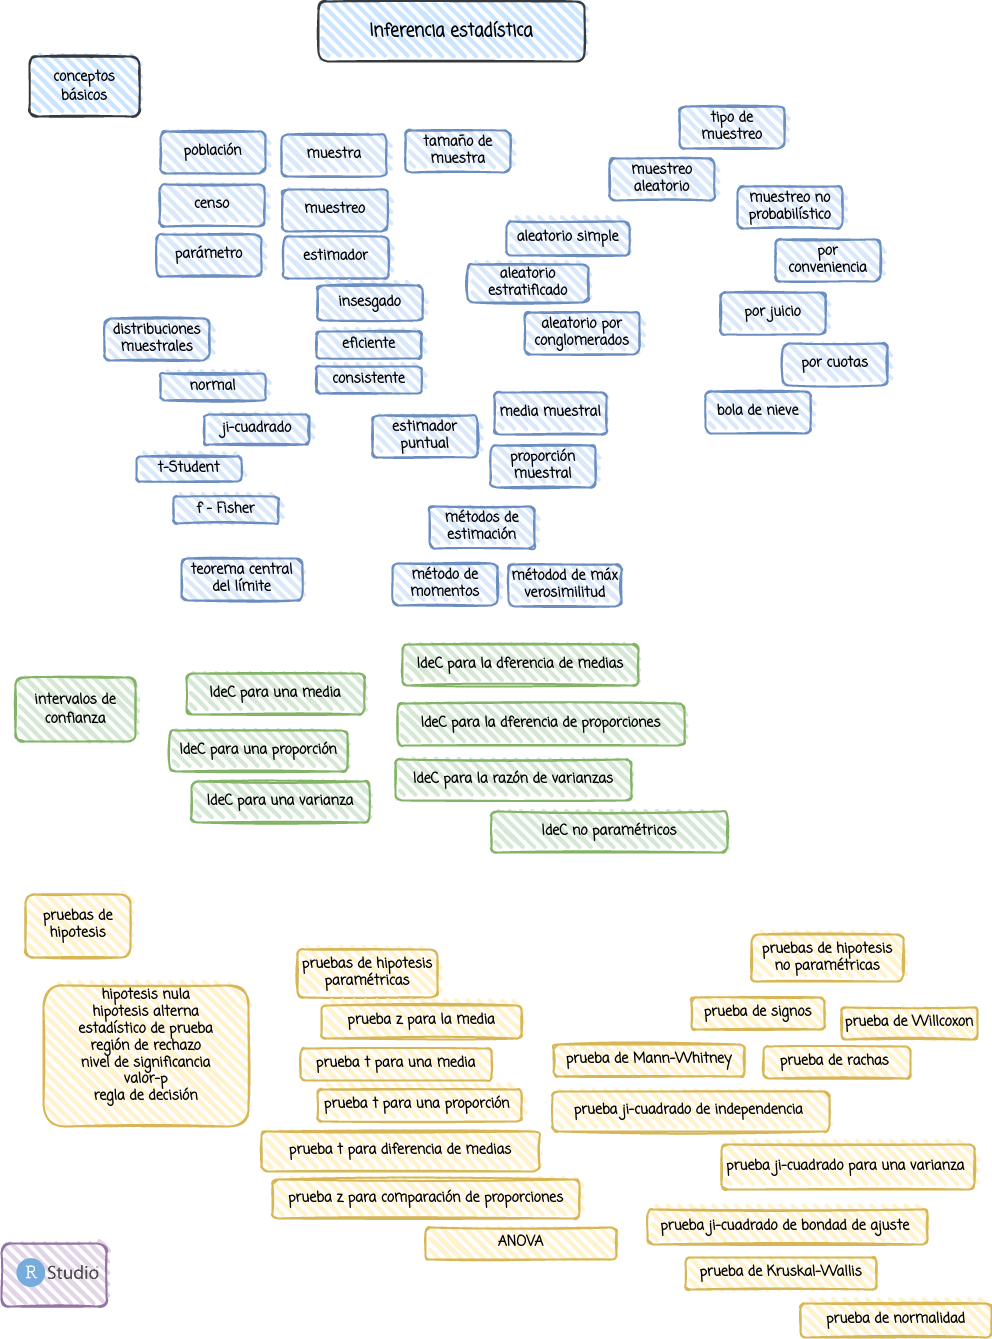 Inferencia estadística
conceptos
básicos
población
muestra
tamaño de
muestra
tipo de
muestreo
muestreo
aleatorio
muestreo no
probabilístico
censo
muestreo
aleatorio simple
parámetro
estimador
por
conveniencia
aleatorio
estratificado
insesgado
por juicio
distribuciones
muestrales
eficiente
aleatorio por
conglomerados
por cuotas
normal
consistente
media muestral
bola de nieve
ji-cuadrado
estimador
puntual
t-Student
proporción
muestral
f - Fisher
métodos de
estimación
teorema central
del límite
método de
momentos
métodod de máx
verosimilitud
intervalos de
confianza
IdeC para una media
IdeC para la dferencia de medias
IdeC para una proporción
IdeC para la dferencia de proporciones
IdeC para una varianza
IdeC para la razón de varianzas
IdeC no paramétricos
pruebas de
hipotesis
hipotesis nula
hipótesis alterna
estadístico de prueba
región de rechazo
nivel de significancia
valor-p
regla de decisión
pruebas de hipotesis
paramétricas
prueba z para la media
prueba t para una media
prueba t para una proporción
prueba t para diferencia de medias
prueba z para comparación de proporciones
ANOVA
pruebas de hipotesis
no paramétricas
prueba de signos
prueba de Willcoxon
prueba de Mann-Whitney
prueba de rachas
prueba ji-cuadrado de independencia
prueba ji-cuadrado para una varianza
prueba ji-cuadrado de bondad de ajuste
prueba de Kruskal-Wallis
prueba de normalidad
R Studio